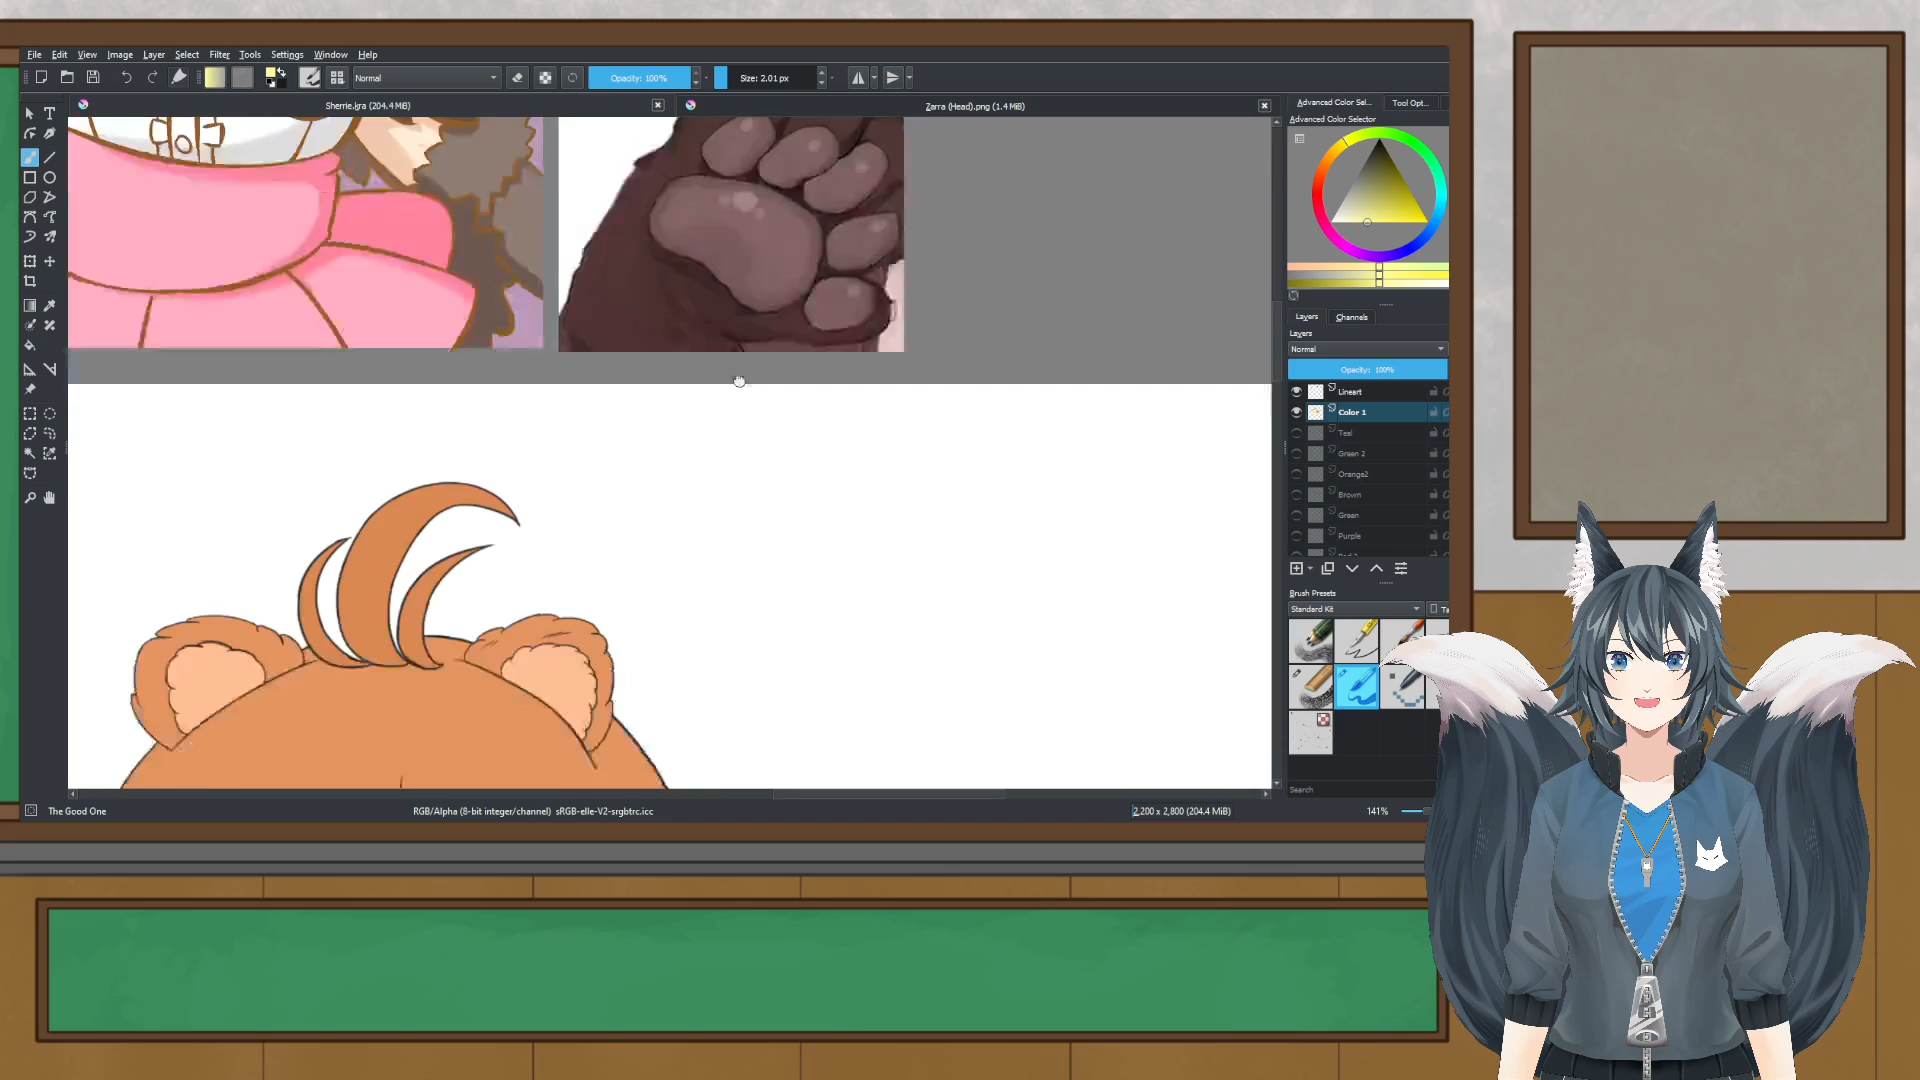 File Edit View Image Layer Select Filter Tools Settings Window Help
Normal
Opacity: 100%
Size: 2.01 px
Sherrie.kra (204.4 MiB)
Zarra (Head).png (1.4 MiB)
Advanced Color Sel...
Tool Opt...
Advanced Color Selector
Layers
Channels
Layers
Normal
Opacity: 100%
Lineart
Color 1
Teal
Green 2
Orange2
Brown
Green
Purple
Brush Presets
Standard Kit
Ta
Search
The Good One
RGB/Alpha (8-bit integer/channel) sRGB-elle-V2-srgbtrc.icc
2,200 x 2,800 (204.4 MiB)
141%